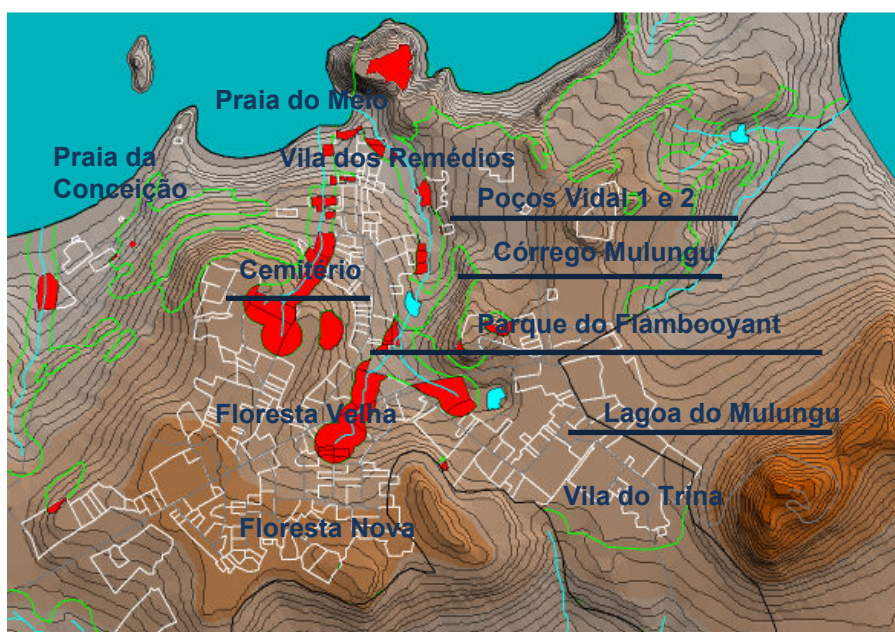 Praia do Meio
Praia da
Conceição
Vila dos Remédios
Poços Vidal 1 e 2
Córrego Mulungu
Cemitério
Parque do Flambooyant
Floresta Velha
Lagoa do Mulungu
Vila do Trina
Floresta Nova